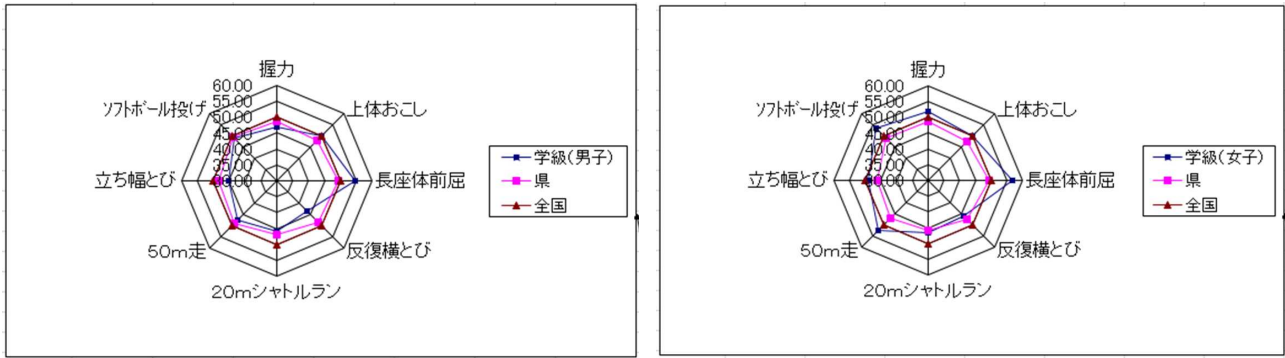 握力
60.00
55.00
50.00
45.00
40.00
35.00
30.00
上体おこし
長座体前屈
反復横とび
20mシャトルラン
50m走
立ち幅とび
ソフトボール投げ
学級(男子)
県
全国
握力
60.00
55.00
50.00
45.00
40.00
35.00
30.00
上体おこし
長座体前屈
反復横とび
20mシャトルラン
50m走
立ち幅とび
ソフトボール投げ
学級(女子)
県
全国